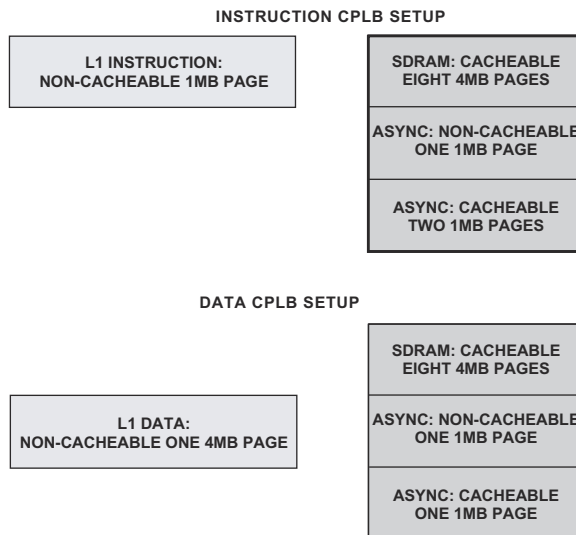 INSTRUCTION CPLB SETUP
L1 INSTRUCTION:
NON-CACHEABLE 1MB PAGE
SDRAM: CACHEABLE
EIGHT 4MB PAGES
ASYNC: NON-CACHEABLE
ONE 1MB PAGE
ASYNC: CACHEABLE
TWO 1MB PAGES
DATA CPLB SETUP
L1 DATA:
NON-CACHEABLE ONE 4MB PAGE
SDRAM: CACHEABLE
EIGHT 4MB PAGES
ASYNC: NON-CACHEABLE
ONE 1MB PAGE
ASYNC: CACHEABLE
ONE 1MB PAGE